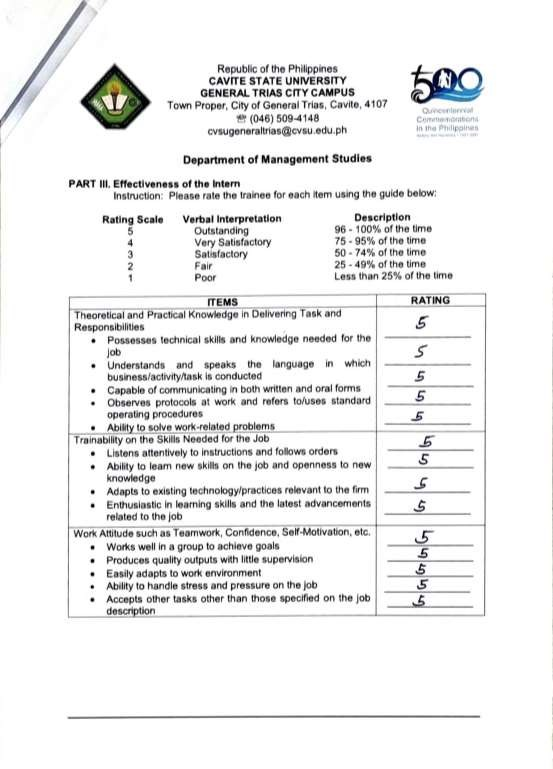 Republic of the Philippines
CAVITE STATE UNIVERSITY
GENERAL TRIAS CITY CAMPUS
Town Proper, City of General Trias, Cavite, 4107
☏ (046) 509-4148
cvsugeneraltrias@cvsu.edu.ph
500
Quincentennial
Commemorations
in the Philippines
Department of Management Studies
PART III. Effectiveness of the Intern
Instruction: Please rate the trainee for each item using the guide below:
Rating Scale Verbal Interpretation Description
5 Outstanding 96 - 100% of the time
4 Very Satisfactory 75 - 95% of the time
3 Satisfactory 50 - 74% of the time
2 Fair 25 - 49% of the time
1 Poor Less than 25% of the time
ITEMS RATING
Theoretical and Practical Knowledge in Delivering Task and
Responsibilities 5
• Possesses technical skills and knowledge needed for the
job 5
• Understands and speaks the language in which
business/activity/task is conducted 5
• Capable of communicating in both written and oral forms
• Observes protocols at work and refers to/uses standard 5
operating procedures
• Ability to solve work-related problems 5
Trainability on the Skills Needed for the Job
• Listens attentively to instructions and follows orders 5
• Ability to learn new skills on the job and openness to new 5
knowledge
• Adapts to existing technology/practices relevant to the firm 5
• Enthusiastic in learning skills and the latest advancements 5
related to the job
Work Attitude such as Teamwork, Confidence, Self-Motivation, etc. 5
• Works well in a group to achieve goals 5
• Produces quality outputs with little supervision
• Easily adapts to work environment 5
• Ability to handle stress and pressure on the job 5
• Accepts other tasks other than those specified on the job 5
description